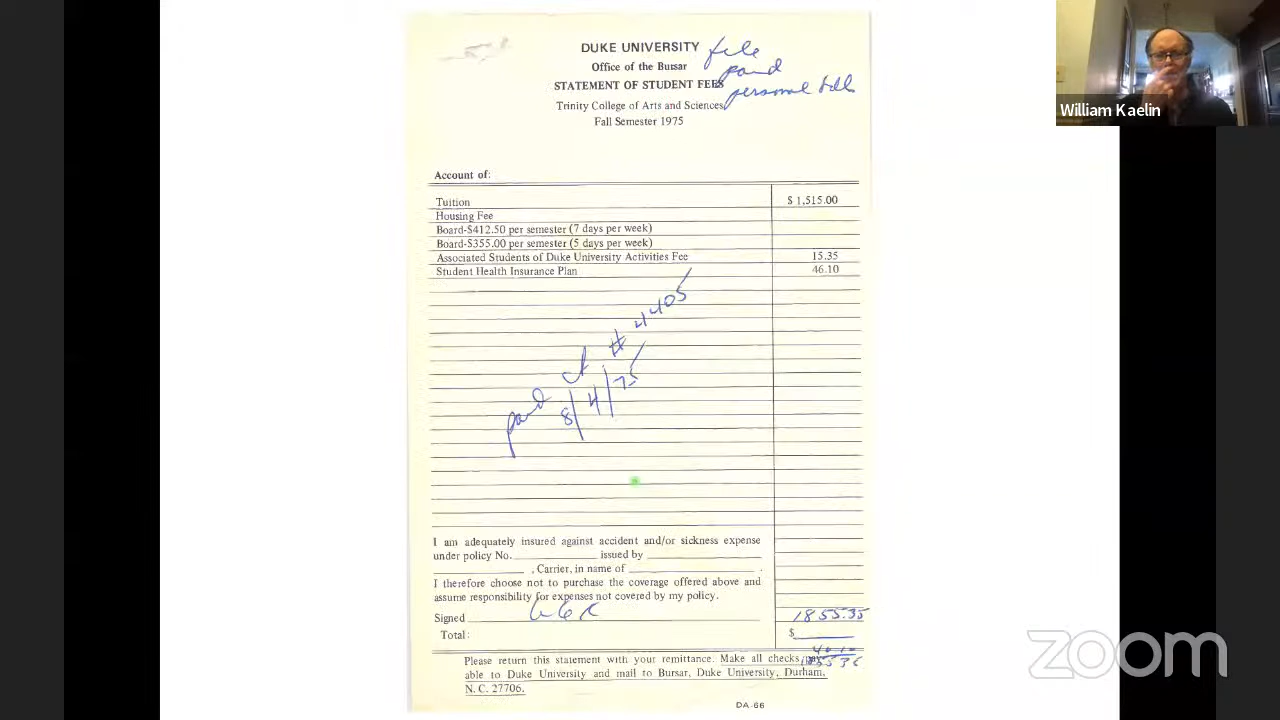 DUKE UNIVERSITY
Office of the Bursar
STATEMENT OF STUDENT FEES
Trinity College of Arts and Sciences
Fall Semester 1975
file
paid
personal bill
William Kaelin
Account of:
Tuition $ 1,515.00
Housing Fee
Board-$412.50 per semester (7 days per week)
Board-$355.00 per semester (5 days per week)
Associated Students of Duke University Activities Fee 15.35
Student Health Insurance Plan 46.10
paid # 4405
8/4/75
I am adequately insured against accident and/or sickness expense
under policy No. issued by
, Carrier, in name of .
I therefore choose not to purchase the coverage offered above and
assume responsibility for expenses not covered by my policy.
Signed 1855.35
Total: $
Please return this statement with your remittance. Make all checks
able to Duke University and mail to Bursar, Duke University, Durham,
N. C. 27706.
DA-66
zoom